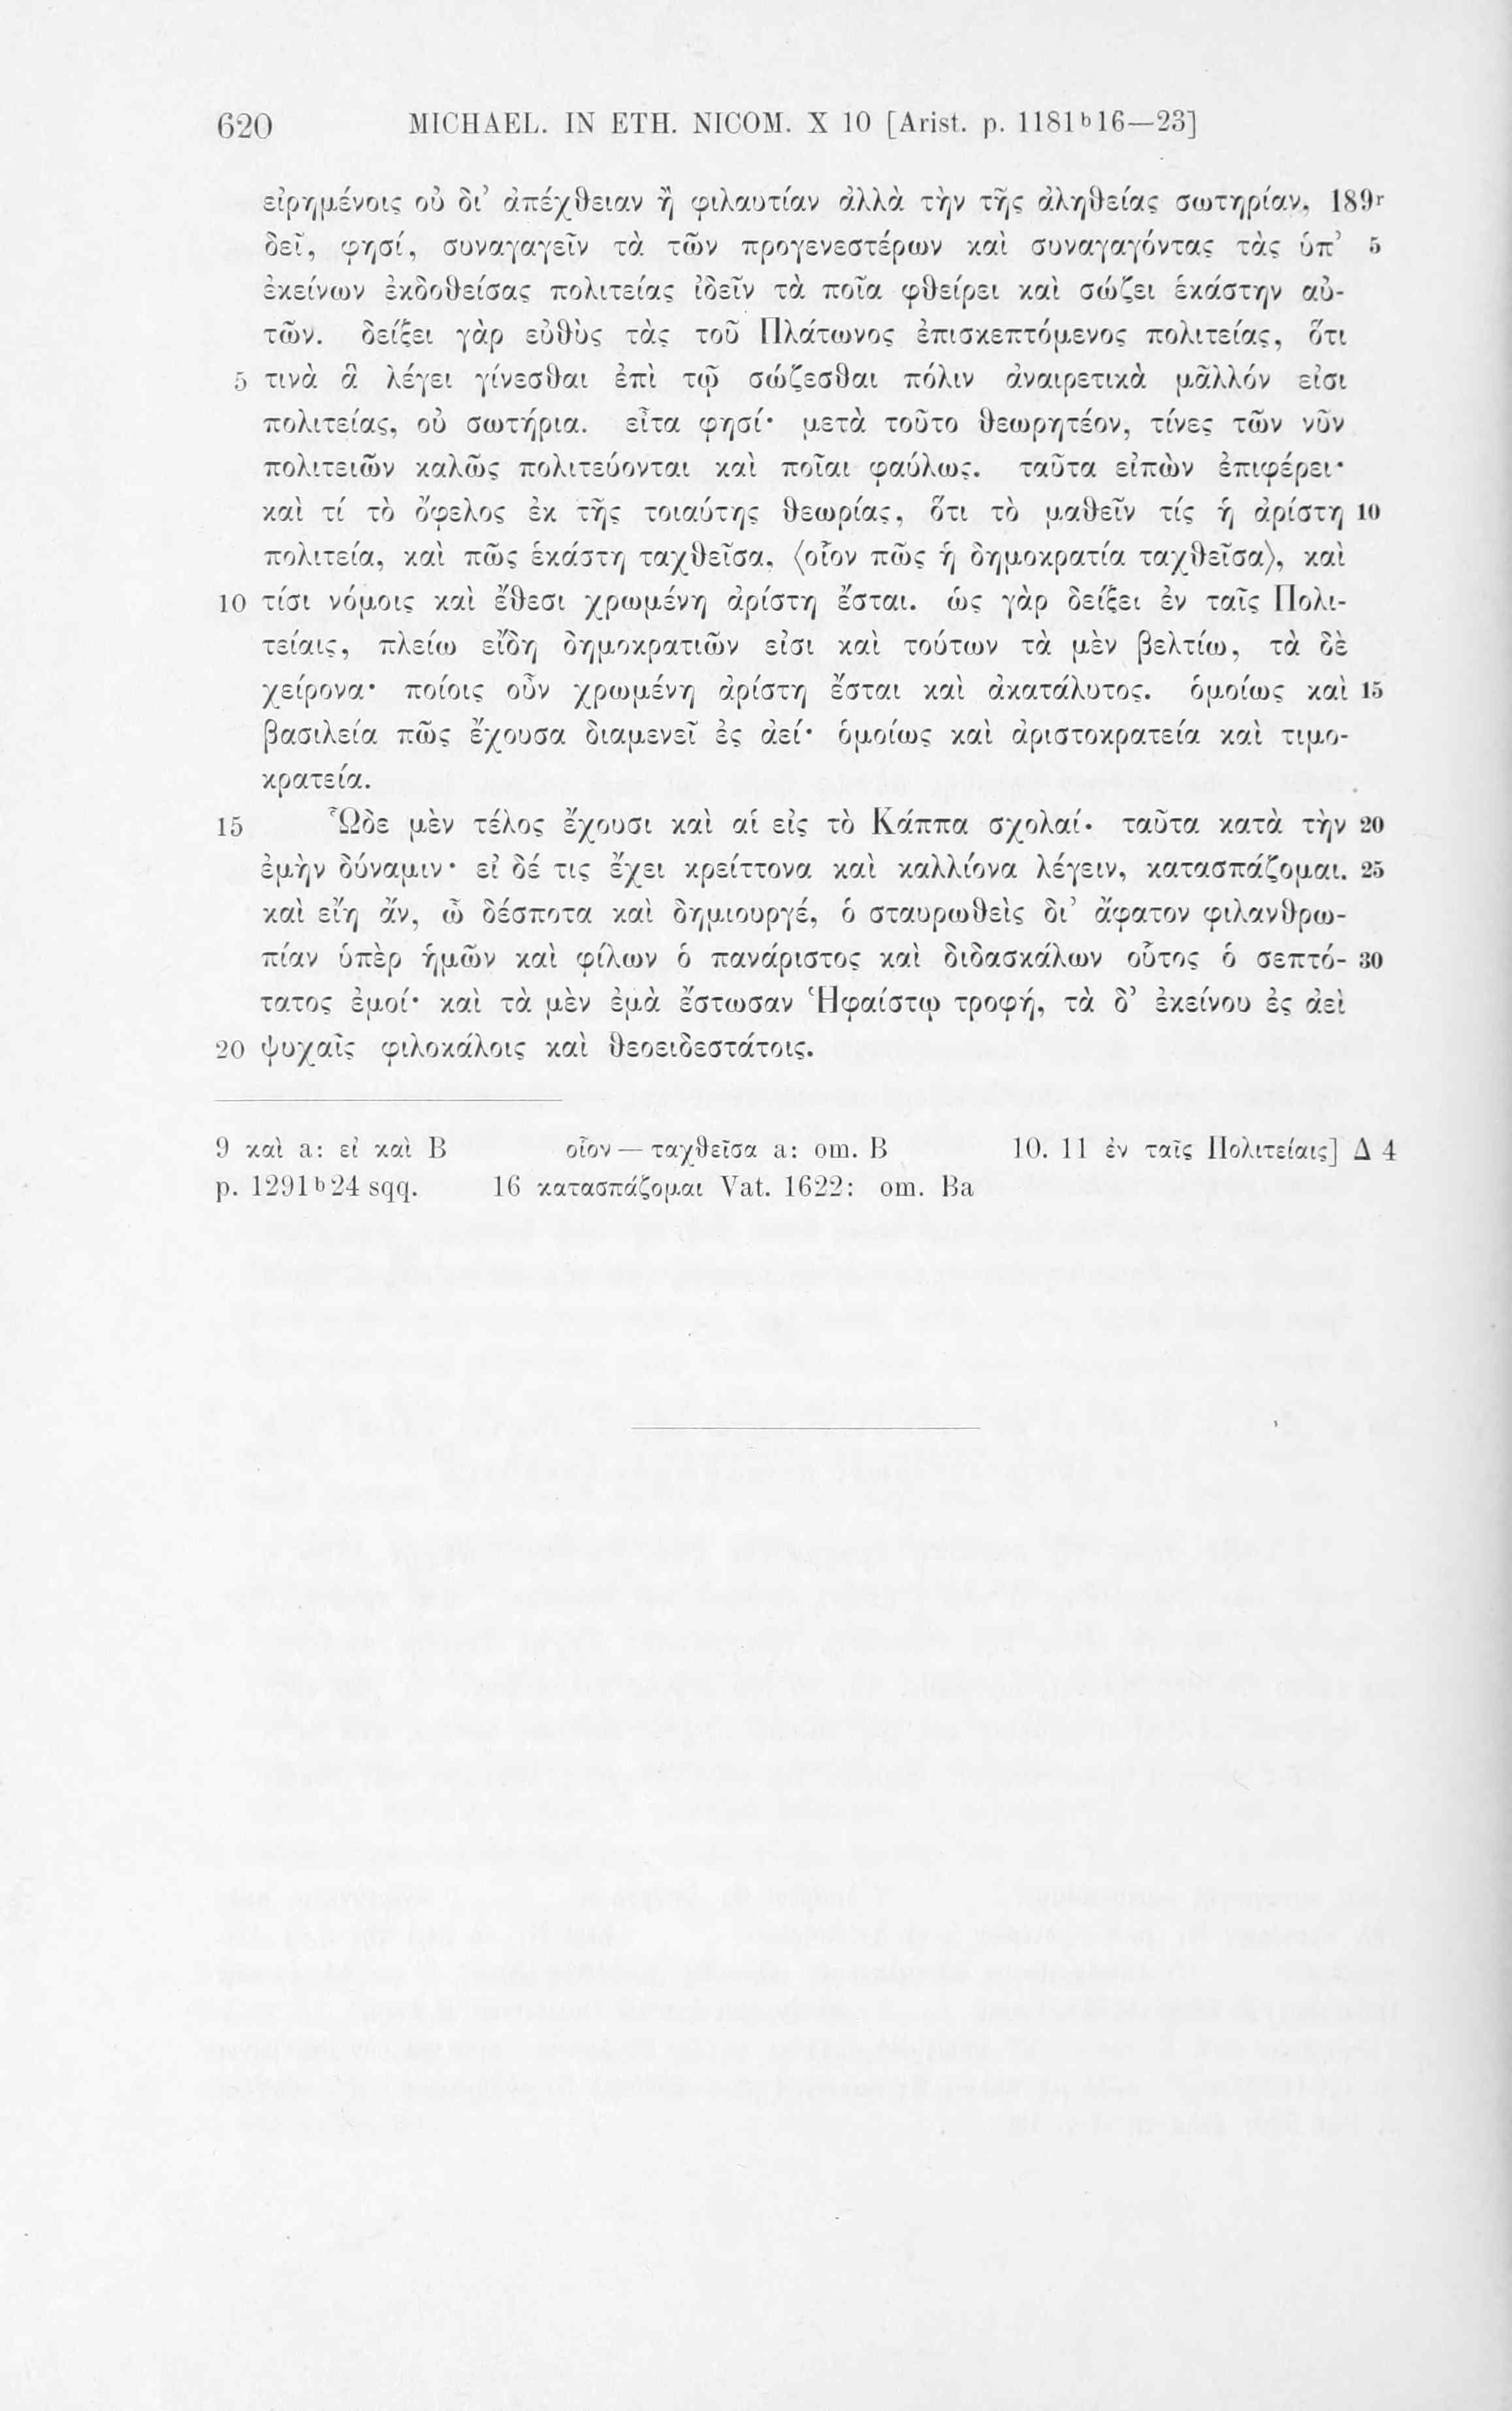 620 MICHAEL. IN ETH. NICOM. X 10 [Arist. p. 1181ᵇ16—23]
εἰρημένοις οὐ δι’ ἀπέχθειαν ἢ φιλαυτίαν ἀλλὰ τὴν τῆς ἀληθείας σωτηρίαν, 189ʳ
δεῖ, φησί, συναγαγεῖν τὰ τῶν προγενεστέρων καὶ συναγαγόντας τὰς ὑπ’ 5
ἐκείνων ἐκδοθείσας πολιτείας ἰδεῖν τὰ ποῖα φθείρει καὶ σώζει ἑκάστην αὐ-
τῶν. δείξει γὰρ εὐθὺς τὰς τοῦ Πλάτωνος ἐπισκεπτόμενος πολιτείας, ὅτι
5 τινὰ ἃ λέγει γίνεσθαι ἐπὶ τῷ σώζεσθαι πόλιν ἀναιρετικὰ μᾶλλόν εἰσι
πολιτείας, οὐ σωτήρια. εἶτα φησί· μετὰ τοῦτο θεωρητέον, τίνες τῶν νῦν
πολιτειῶν καλῶς πολιτεύονται καὶ ποῖαι φαύλως. ταῦτα εἰπὼν ἐπιφέρει·
καὶ τί τὸ ὄφελος ἐκ τῆς τοιαύτης θεωρίας, ὅτι τὸ μαθεῖν τίς ἡ ἀρίστη 10
πολιτεία, καὶ πῶς ἑκάστη ταχθεῖσα, ⟨οἷον πῶς ἡ δημοκρατία ταχθεῖσα⟩, καὶ
10 τίσι νόμοις καὶ ἔθεσι χρωμένη ἀρίστη ἔσται. ὡς γὰρ δείξει ἐν ταῖς Πολι-
τείαις, πλείω εἴδη δημοκρατιῶν εἰσι καὶ τούτων τὰ μὲν βελτίω, τὰ δὲ
χείρονα· ποίοις οὖν χρωμένη ἀρίστη ἔσται καὶ ἀκατάλυτος. ὁμοίως καὶ 15
βασιλεία πῶς ἔχουσα διαμενεῖ ἐς ἀεί· ὁμοίως καὶ ἀριστοκρατεία καὶ τιμο-
κρατεία.
15 Ὧδε μὲν τέλος ἔχουσι καὶ αἱ εἰς τὸ Κάππα σχολαί· ταῦτα κατὰ τὴν 20
ἐμὴν δύναμιν· εἰ δέ τις ἔχει κρείττονα καὶ καλλίονα λέγειν, κατασπάζομαι. 25
καὶ εἴη ἄν, ὦ δέσποτα καὶ δημιουργέ, ὁ σταυρωθεὶς δι’ ἄφατον φιλανθρω-
πίαν ὑπὲρ ἡμῶν καὶ φίλων ὁ πανάριστος καὶ διδασκάλων οὗτος ὁ σεπτό- 30
τατος ἐμοί· καὶ τὰ μὲν ἐμὰ ἔστωσαν Ἡφαίστῳ τροφή, τὰ δ’ ἐκείνου ἐς ἀεὶ
20 ψυχαῖς φιλοκάλοις καὶ θεοειδεστάτοις.
9 καὶ a: εἰ καὶ B οἷον — ταχθεῖσα a: om. B 10. 11 ἐν ταῖς Πολιτείαις] Δ 4
p. 1291ᵇ24 sqq. 16 κατασπάζομαι Vat. 1622: om. Ba